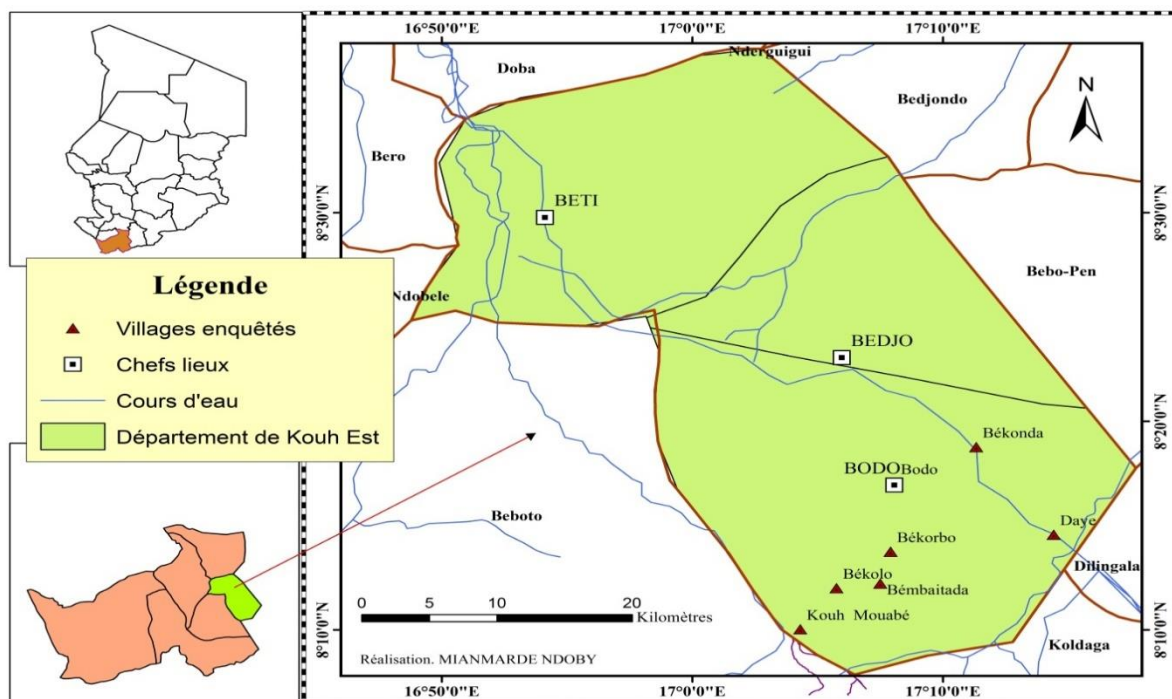 16°50'0"E
17°0'0"E
17°10'0"E
Doba
Nderguigui
Bedjondo
N
Bero
8°30'0"N
8°30'0"N
BETI
Bebo-Pen
Ndobele
Légende
Villages enquêtés
Chefs lieux
Cours d'eau
Département de Kouh Est
BEDJO
8°20'0"N
8°20'0"N
Békonda
BODO Bodo
Beboto
Daye
Békorbo
Dilingala
Békolo
Bémbaitada
0 5 10 20
Kilomètres
Kouh Mouabé
8°10'0"N
8°10'0"N
Koldaga
Réalisation. MIANMARDE NDOBY
16°50'0"E
17°0'0"E
17°10'0"E